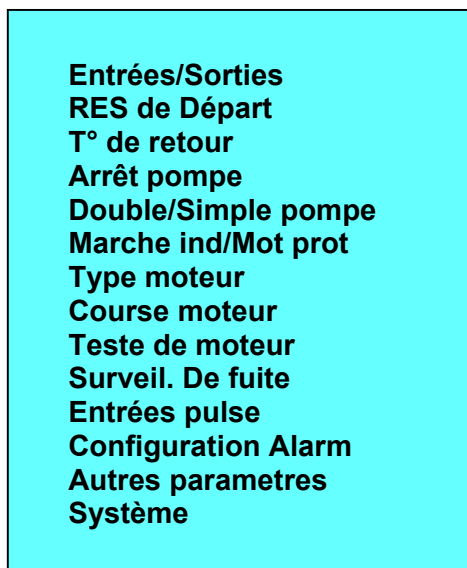 Entrées/Sorties
RES de Départ
T° de retour
Arrêt pompe
Double/Simple pompe
Marche ind/Mot prot
Type moteur
Course moteur
Teste de moteur
Surveil. De fuite
Entrées pulse
Configuration Alarm
Autres parametres
Système